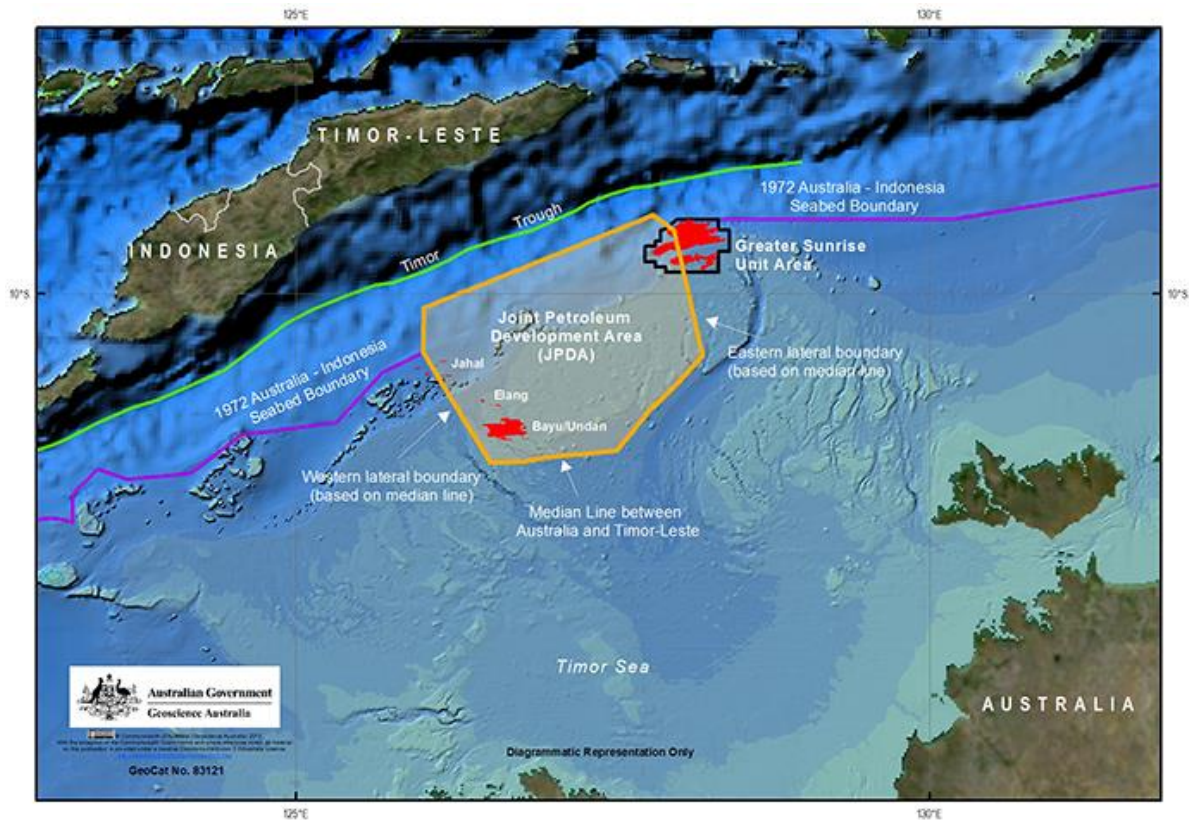 125°E
130°E
TIMOR-LESTE
1972 Australia - Indonesia
Seabed Boundary
Trough
INDONESIA
Greater Sunrise
Unit Area
Timor
10°S
10°S
Joint Petroleum
Development Area
(JPDA)
Eastern lateral boundary
(based on median line)
1972 Australia - Indonesia
Seabed Boundary
Jahal
Elang
Bayu/Undan
Western lateral boundary
(based on median line)
Median Line between
Australia and Timor-Leste
Timor Sea
Australian Government
Geoscience Australia
AUSTRALIA
GeoCat No. 83121
Diagrammatic Representation Only
125°E
130°E